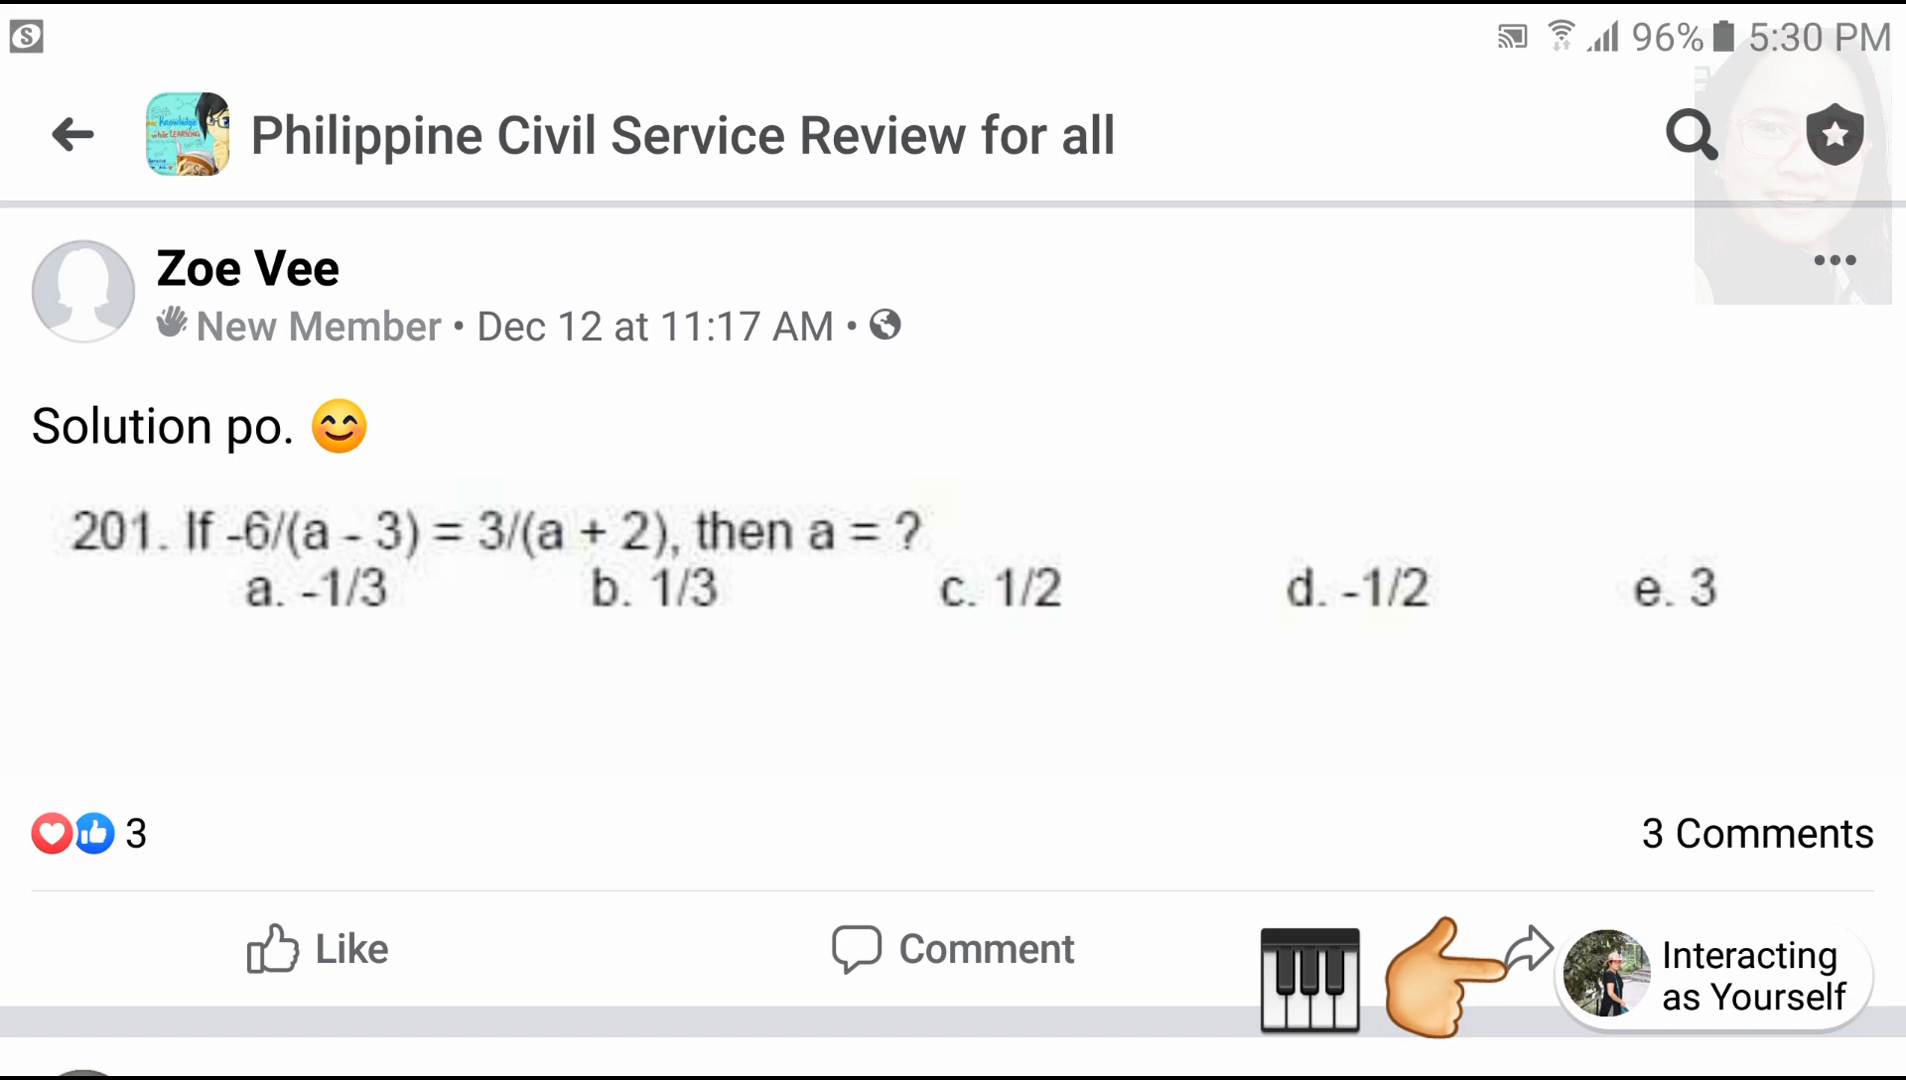 96% 5:30 PM
Philippine Civil Service Review for all
Zoe Vee
New Member • Dec 12 at 11:17 AM •
Solution po. 😊
201. If -6/(a - 3) = 3/(a + 2), then a = ?
a. -1/3 b. 1/3 c. 1/2 d. -1/2 e. 3
3 3 Comments
Like Comment
Interacting
as Yourself